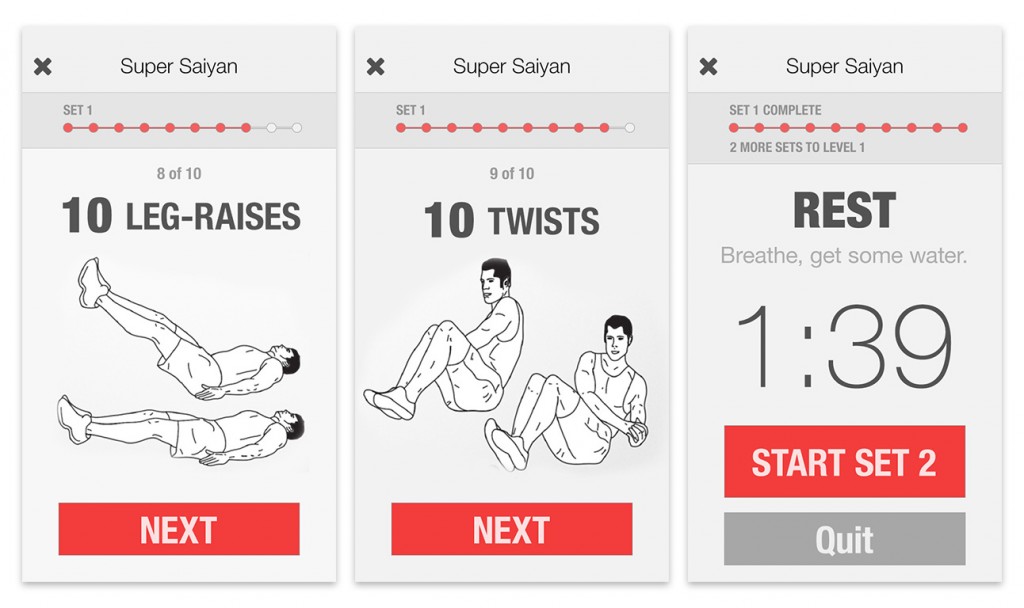 Super Saiyan
SET 1
8 of 10
10 LEG-RAISES
NEXT
Super Saiyan
SET 1
9 of 10
10 TWISTS
NEXT
Super Saiyan
SET 1 COMPLETE
2 MORE SETS TO LEVEL 1
REST
Breathe, get some water.
1:39
START SET 2
Quit